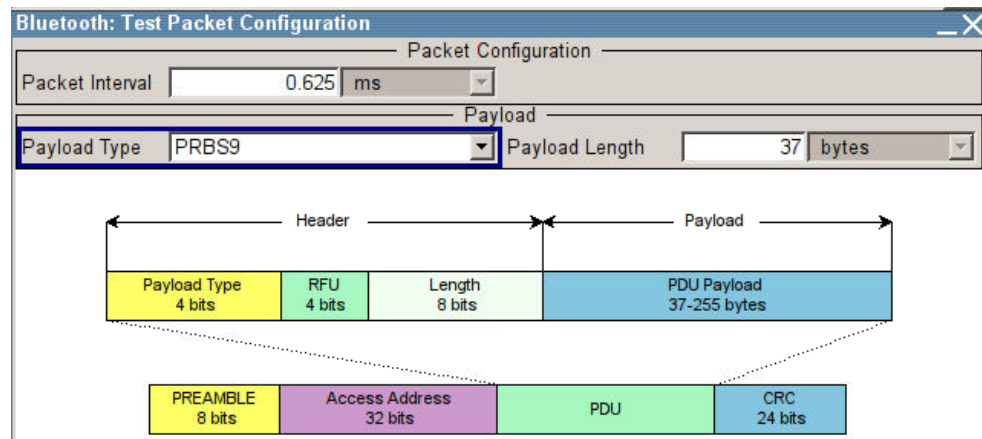 Bluetooth: Test Packet Configuration
Packet Configuration
Packet Interval 0.625 ms
Payload
Payload Type PRBS9 Payload Length 37 bytes
Header Payload
Payload Type RFU Length PDU Payload
4 bits 4 bits 8 bits 37-255 bytes
PREAMBLE Access Address PDU CRC
8 bits 32 bits 24 bits